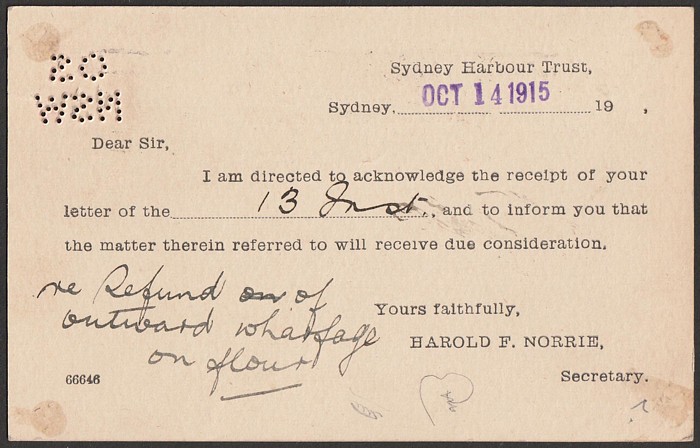 OS
NSW
Sydney Harbour Trust,
Sydney, OCT 14 1915 19 ,
Dear Sir,
I am directed to acknowledge the receipt of your
letter of the 13 Inst., and to inform you that
the matter therein referred to will receive due consideration.
re Refund of
outward wharfage
on flour
Yours faithfully,
HAROLD F. NORRIE,
Secretary.
66646